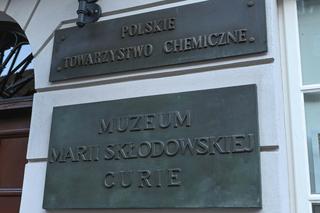 POLSKIE
„TOWARZYSTWO CHEMICZNE„
MUZEUM
MARII SKŁODOWSKIEJ
CURIE